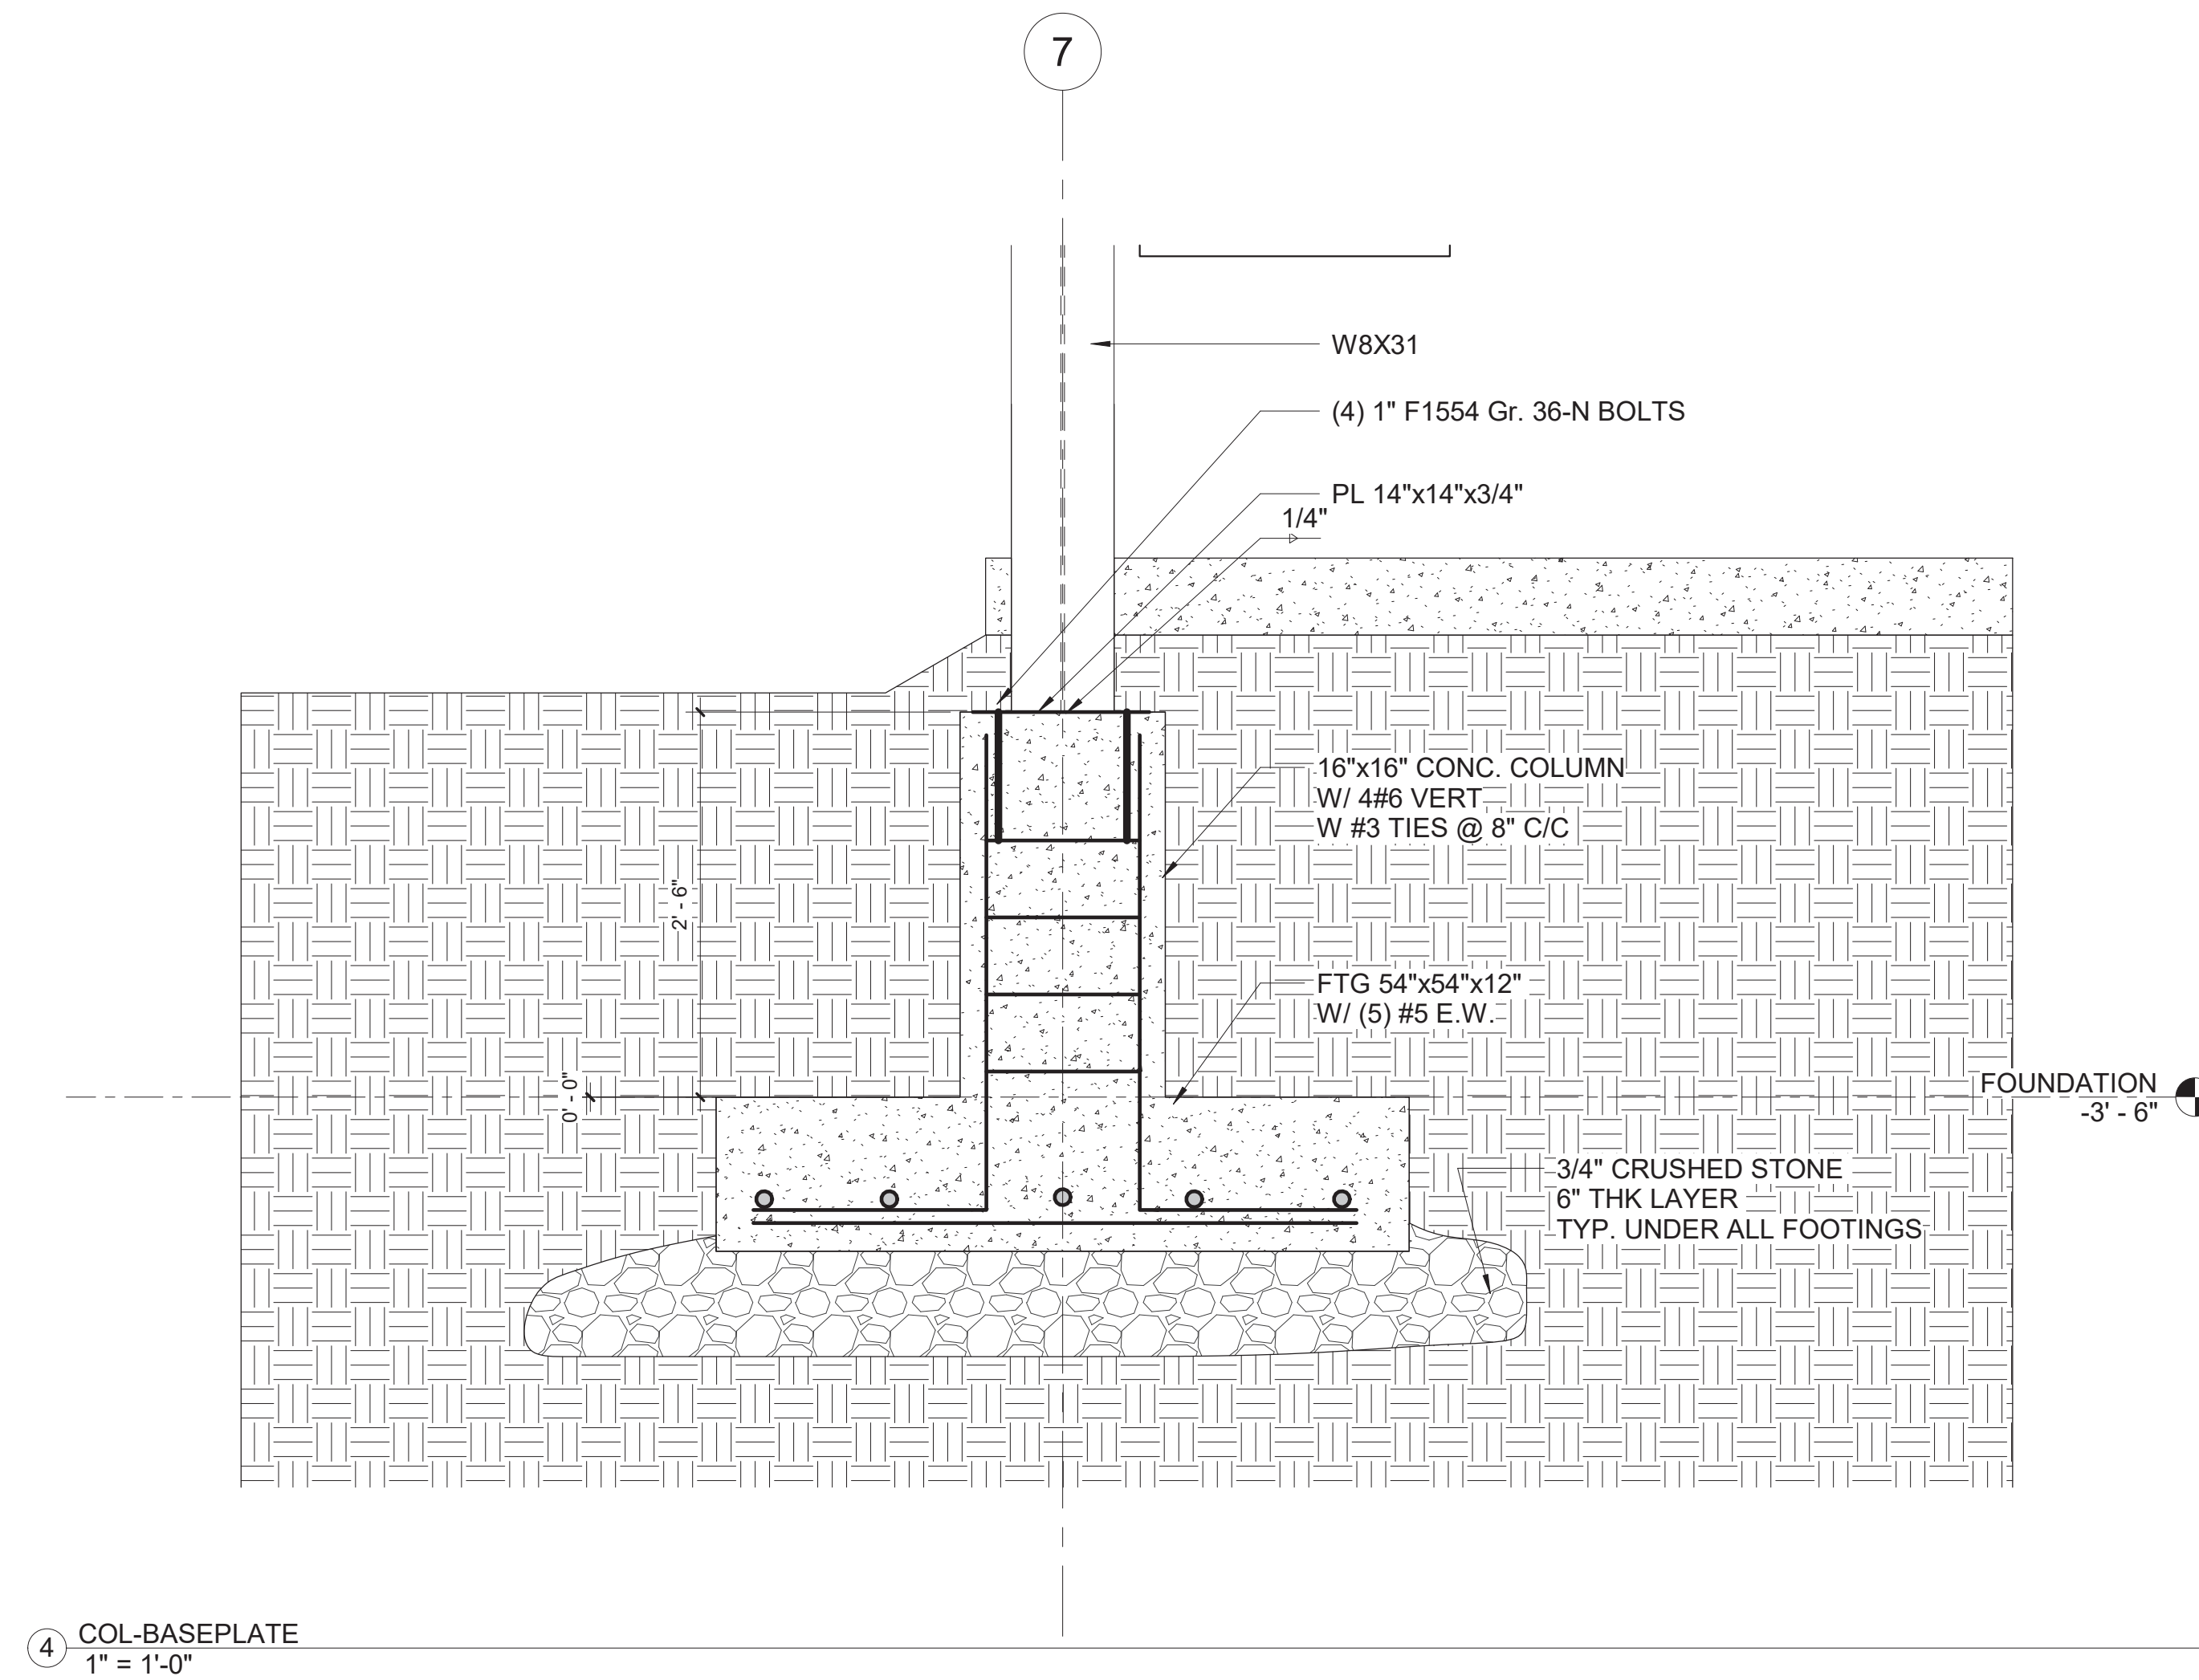 7
W8X31
(4) 1" F1554 Gr. 36-N BOLTS
PL 14"x14"x3/4"
1/4"
16"x16" CONC. COLUMN
W/ 4#6 VERT
W #3 TIES @ 8" C/C
2' - 6"
FTG 54"x54"x12"
W/ (5) #5 E.W.
0' - 0"
FOUNDATION
-3' - 6"
3/4" CRUSHED STONE
6" THK LAYER
TYP. UNDER ALL FOOTINGS
4
COL-BASEPLATE
1" = 1'-0"